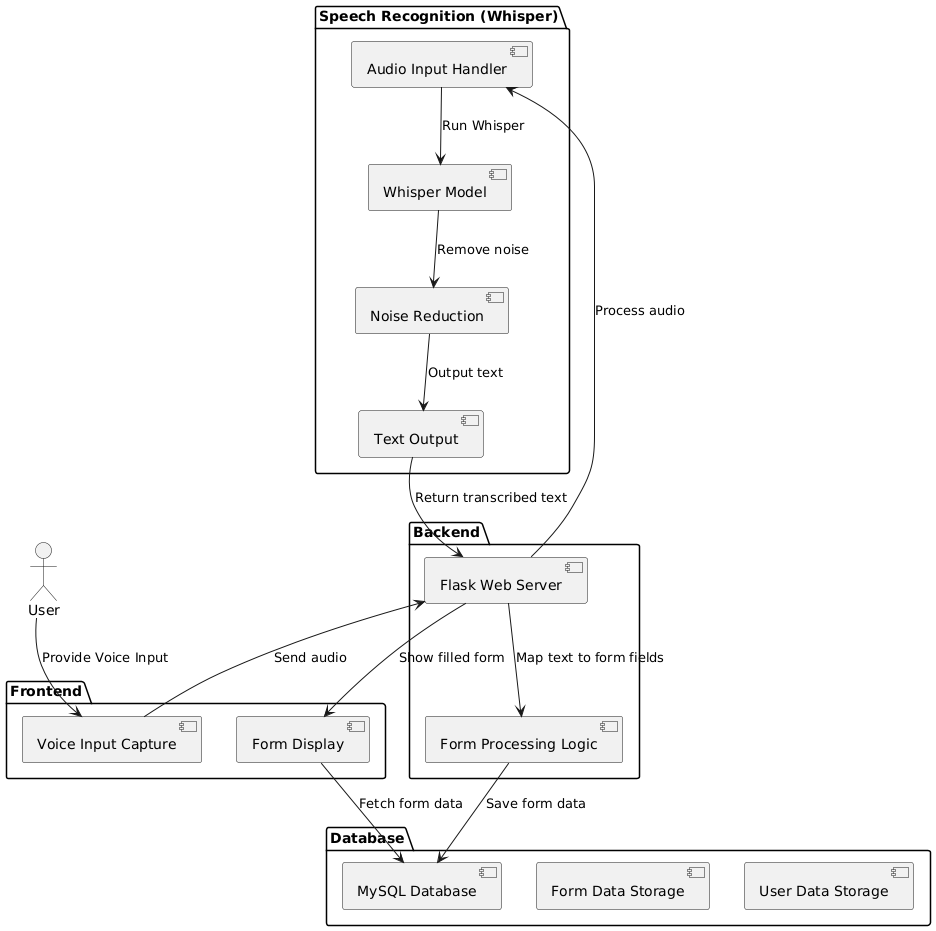 Speech Recognition (Whisper)
Audio Input Handler
Run Whisper
Whisper Model
Remove noise
Process audio
Noise Reduction
Output text
Text Output
Return transcribed text
Backend
Flask Web Server
User
Provide Voice Input
Send audio
Show filled form
Map text to form fields
Frontend
Voice Input Capture
Form Display
Form Processing Logic
Fetch form data
Save form data
Database
MySQL Database
Form Data Storage
User Data Storage